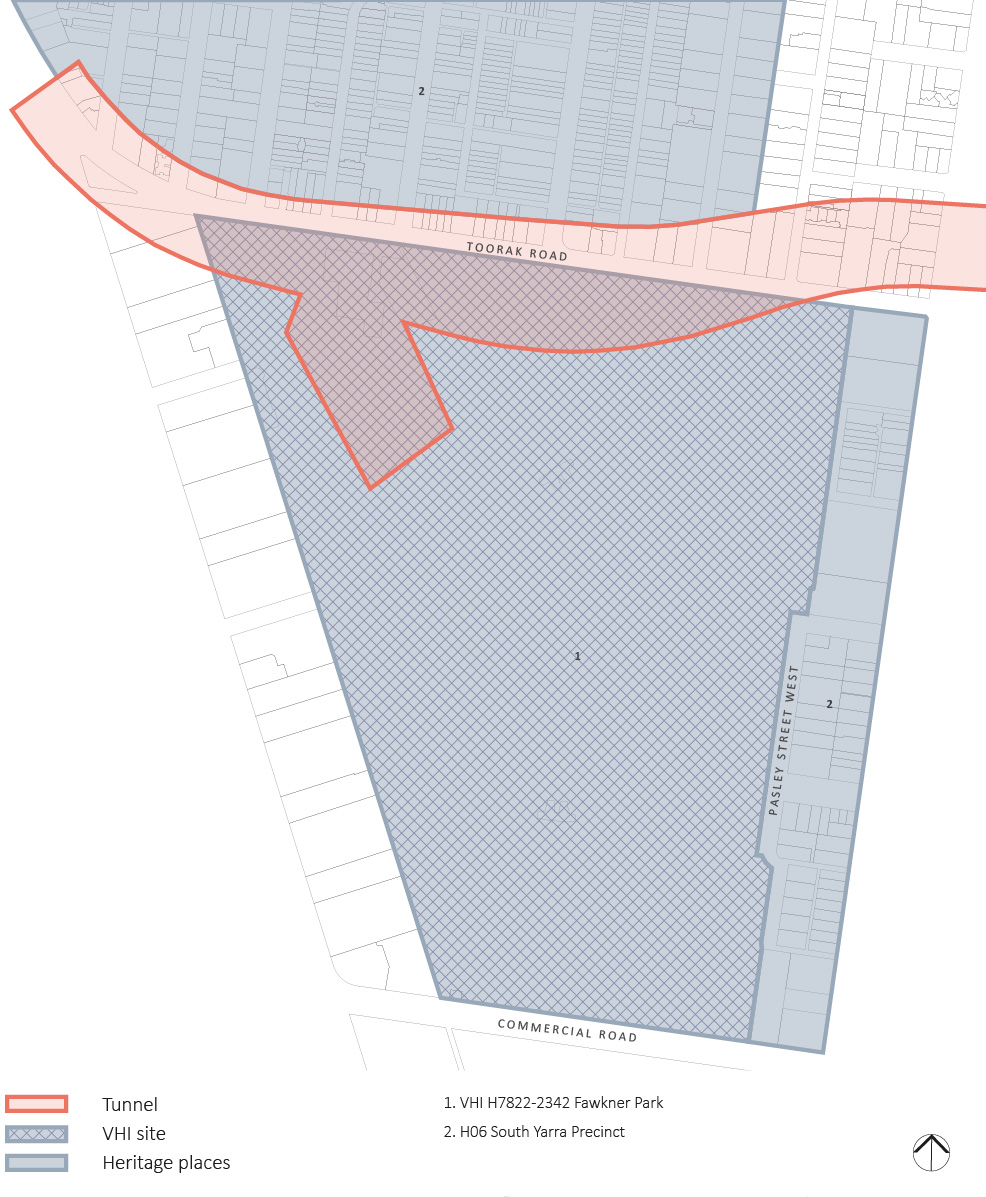 2
TOORAK ROAD
1
PASLEY STREET WEST
2
COMMERCIAL ROAD
Tunnel
VHI site
Heritage places
1. VHI H7822-2342 Fawkner Park
2. H06 South Yarra Precinct